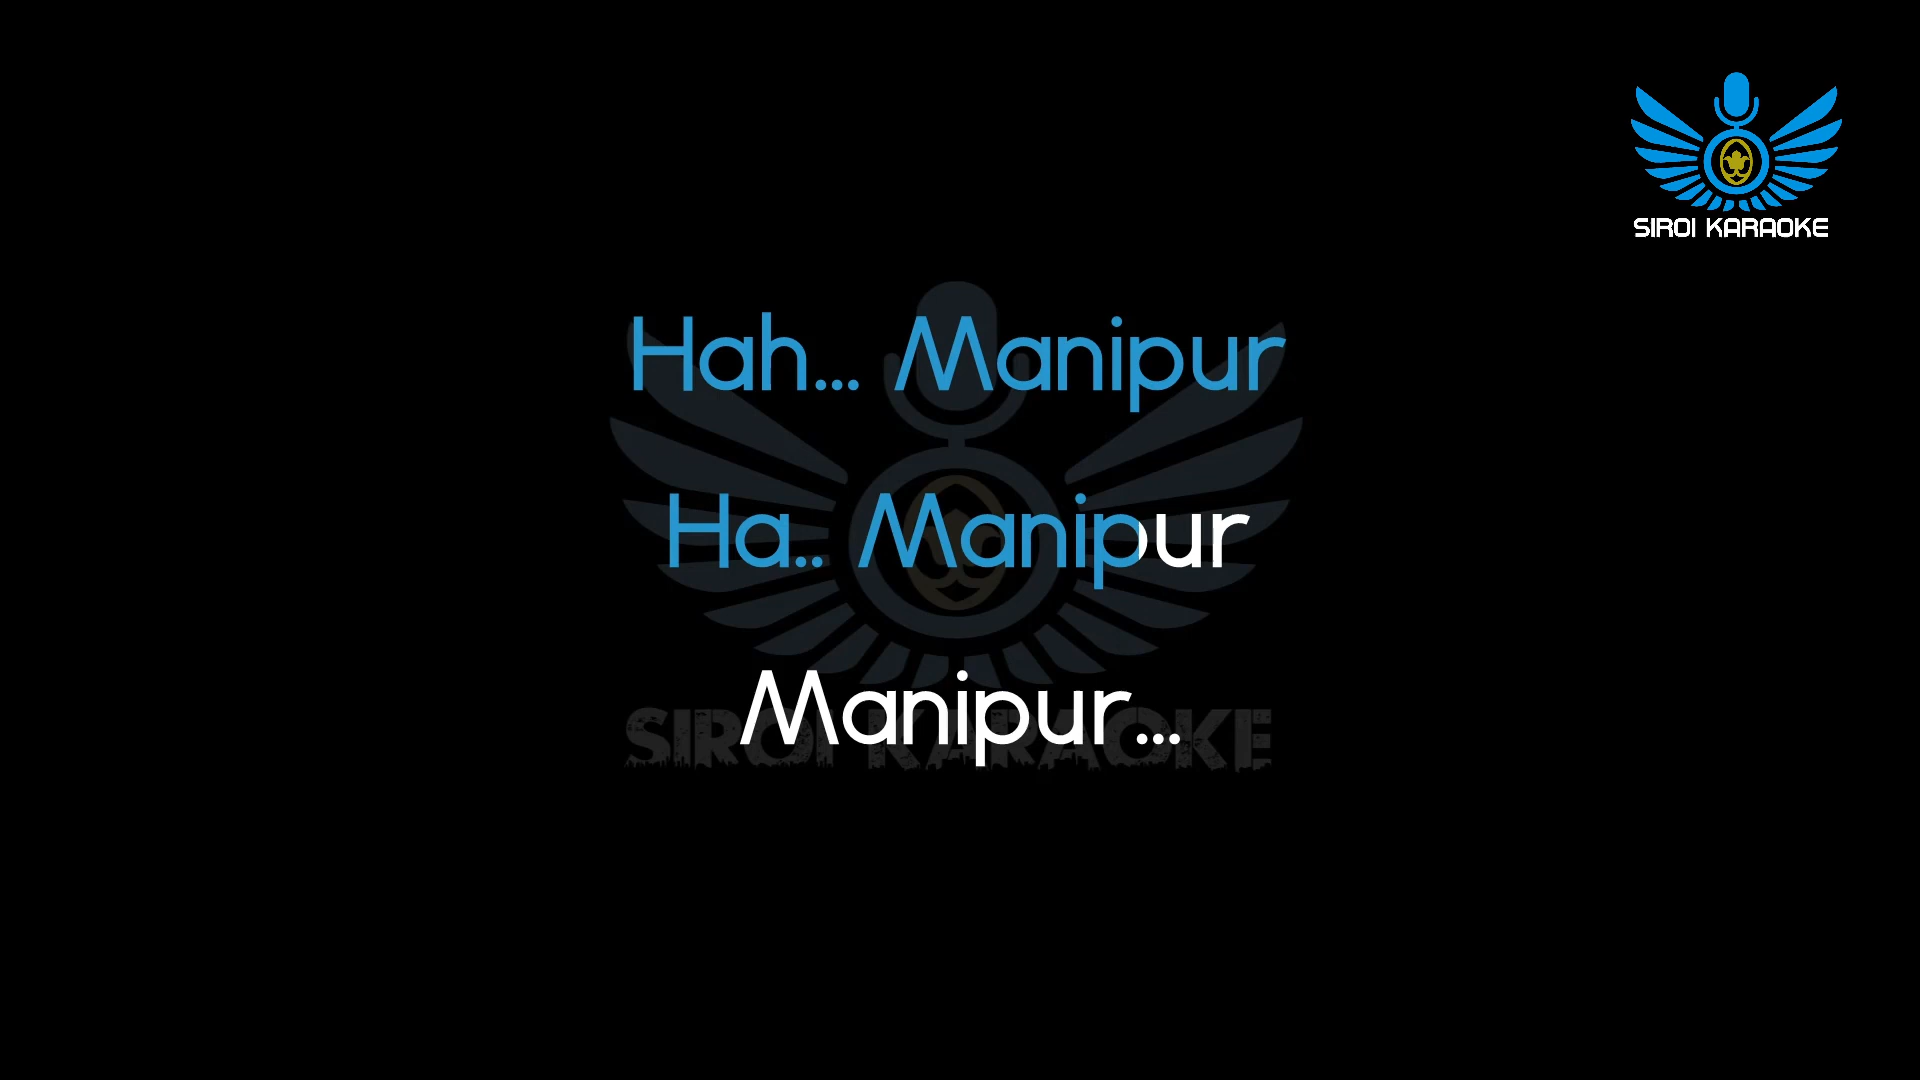 SIROI KARAOKE
Hah... Manipur
Ha.. Manipur
Manipur...
SIROI KARAOKE